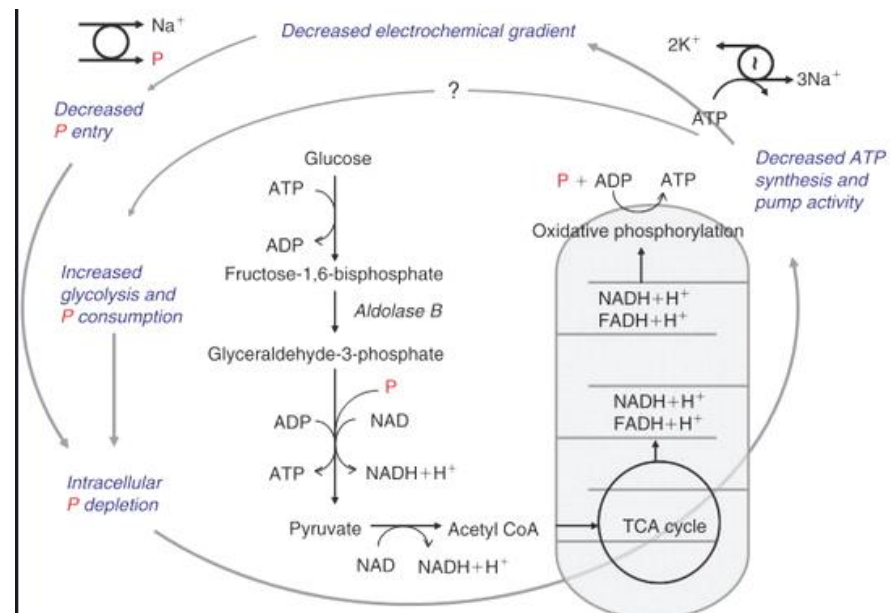 Na⁺
P
Decreased electrochemical gradient
2K⁺
3Na⁺
ATP
?
Decreased
P entry
Decreased ATP
synthesis and
pump activity
Glucose
ATP
ADP
Fructose-1,6-bisphosphate
Aldolase B
Glyceraldehyde-3-phosphate
P
ADP
NAD
ATP
NADH+H⁺
Pyruvate
Acetyl CoA
NAD
NADH+H⁺
Increased
glycolysis and
P consumption
Intracellular
P depletion
P + ADP
ATP
Oxidative phosphorylation
NADH+H⁺
FADH+H⁺
NADH+H⁺
FADH+H⁺
TCA cycle